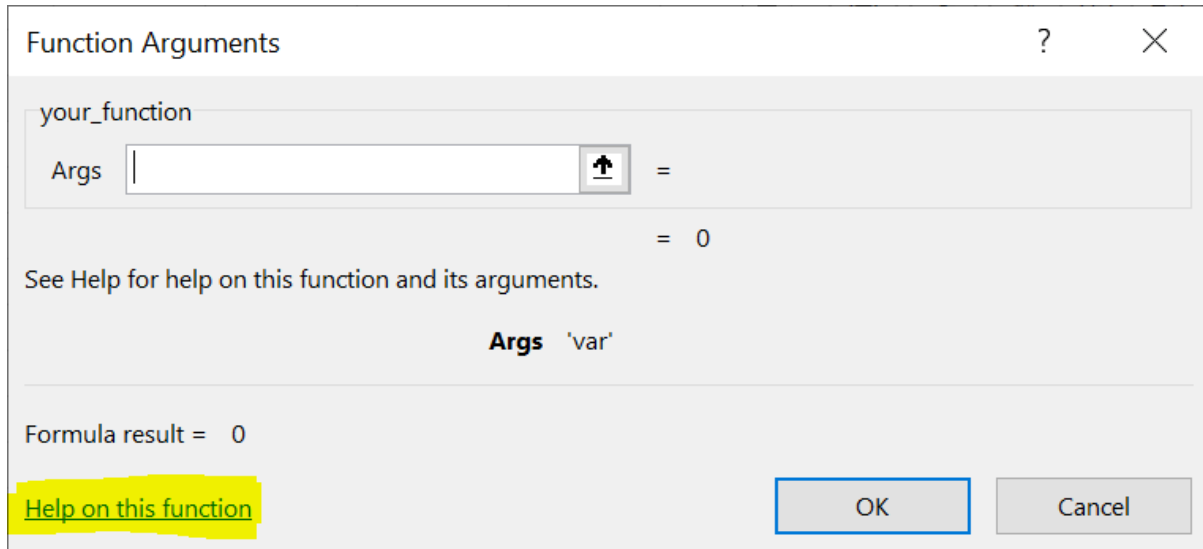 Function Arguments ?
your_function
Args =
= 0
See Help for help on this function and its arguments.
Args 'var'
Formula result = 0
Help on this function OK Cancel